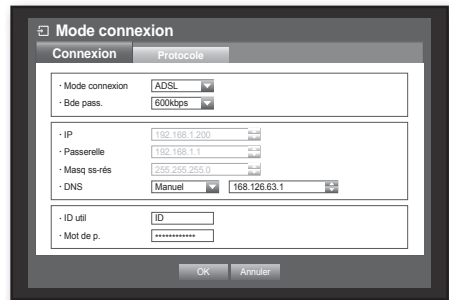 Mode connexion
Connexion Protocole
· Mode connexion ADSL
· Bde pass. 600kbps
· IP 192.168.1.200
· Passerelle 192.168.1.1
· Masq ss-rés 255.255.255.0
· DNS Manuel 168.126.63.1
· ID util ID
· Mot de p. ************
OK Annuler